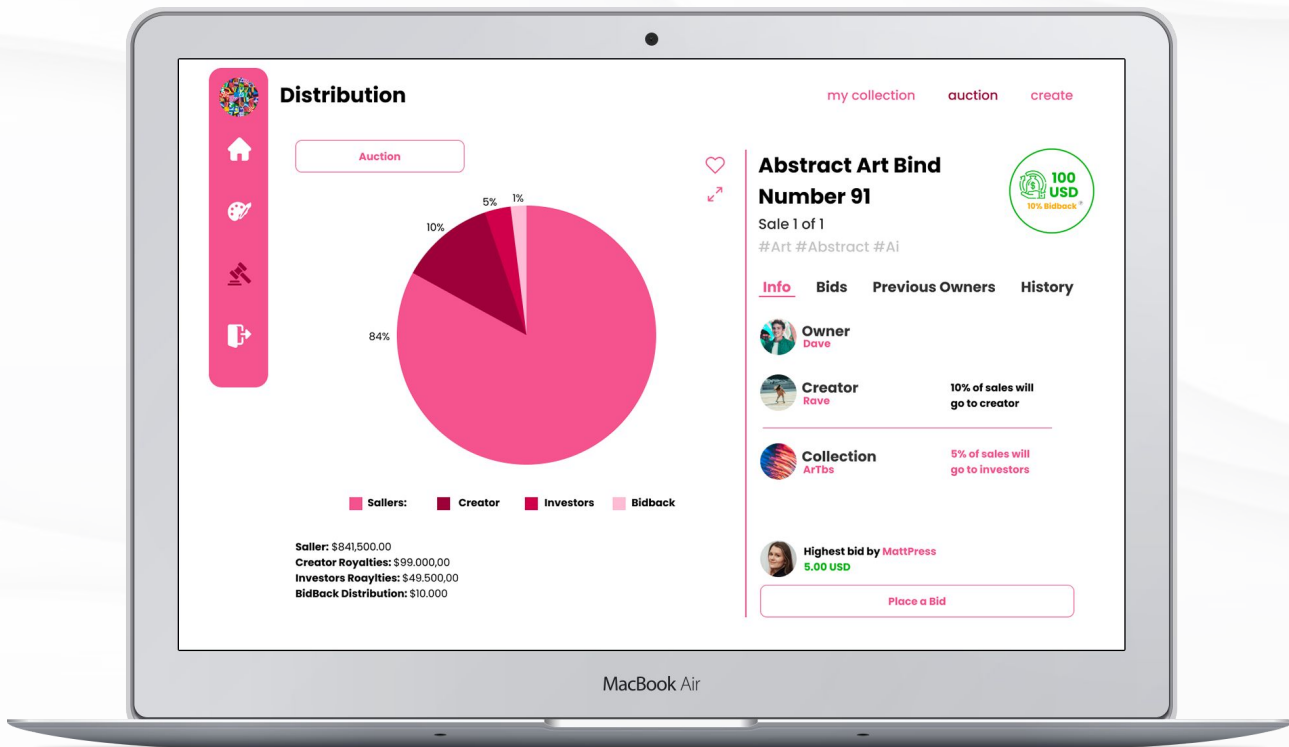 Distribution
my collection auction create
Auction
Abstract Art Bind
Number 91
Sale 1 of 1
#Art #Abstract #Ai
100
USD
10% Bidback ®
1%
5%
10%
84%
Info Bids Previous Owners History
Owner
Dave
Creator
Rave
10% of sales will
go to creator
Collection
ArTbs
5% of sales will
go to investors
Sallers: Creator Investors Bidback
Saller: $841,500.00
Creator Royalties: $99.000,00
Investors Roaylties: $49.500,00
BidBack Distribution: $10.000
Highest bid by MattPress
5.00 USD
Place a Bid
MacBook Air